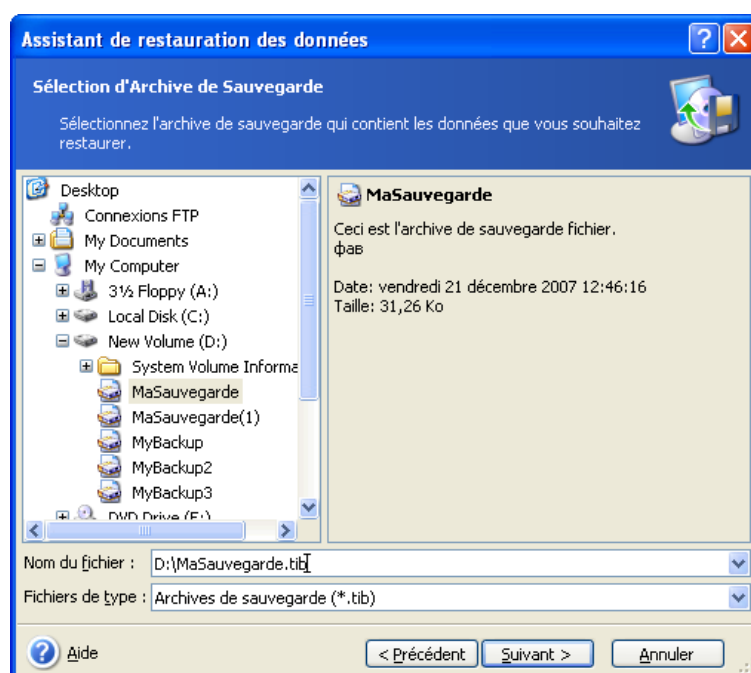 Assistant de restauration des données
Sélection d'Archive de Sauvegarde
Sélectionnez l'archive de sauvegarde qui contient les données que vous souhaitez
restaurer.
Desktop
Connexions FTP
My Documents
My Computer
3½ Floppy (A:)
Local Disk (C:)
New Volume (D:)
System Volume Informa
MaSauvegarde
MaSauvegarde(1)
MyBackup
MyBackup2
MyBackup3
DVD Drive (E:)
MaSauvegarde
Ceci est l'archive de sauvegarde fichier.
фав
Date: vendredi 21 décembre 2007 12:46:16
Taille: 31,26 Ko
Nom du fichier : D:\MaSauvegarde.tib
Fichiers de type : Archives de sauvegarde (*.tib)
Aide
< Précédent
Suivant >
Annuler